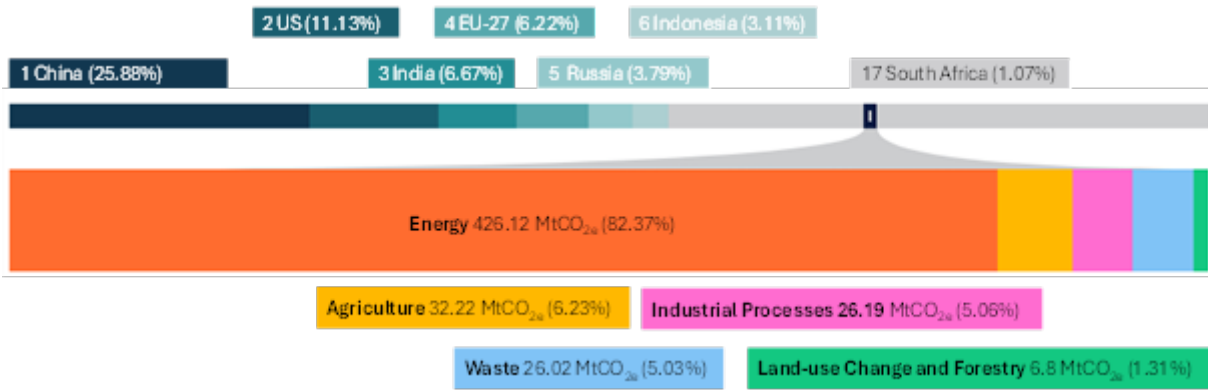 2 US (11.13%)
4 EU-27 (6.22%)
6 Indonesia (3.11%)
1 China (25.88%)
3 India (6.67%)
5 Russia (3.79%)
17 South Africa (1.07%)
Energy 426.12 MtCO₂ₑ (82.37%)
Agriculture 32.22 MtCO₂ₑ (6.23%)
Industrial Processes 26.19 MtCO₂ₑ (5.06%)
Waste 26.02 MtCO₂ₑ (5.03%)
Land-use Change and Forestry 6.8 MtCO₂ₑ (1.31%)